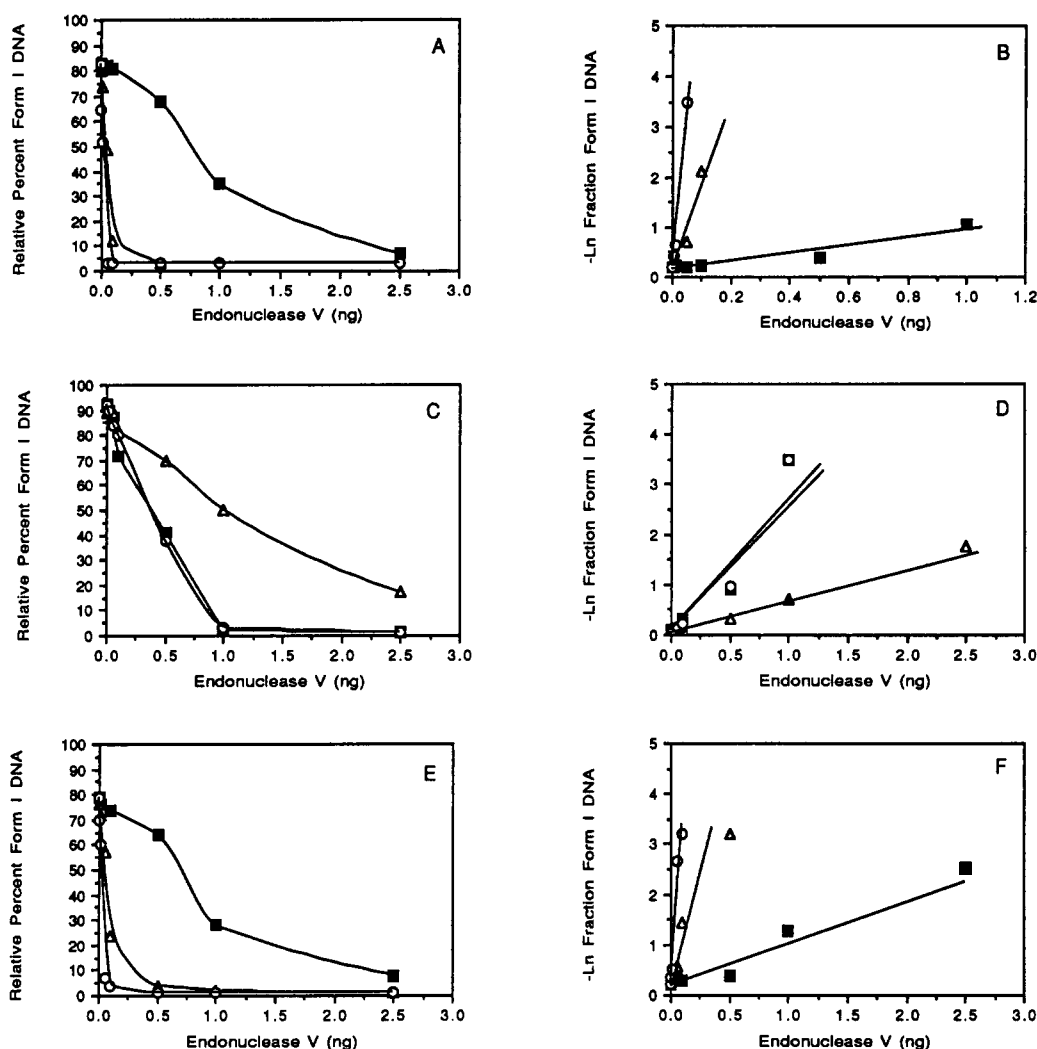 A
Relative Percent Form I DNA
100
90
80
70
60
50
40
30
20
10
0
0.0 0.5 1.0 1.5 2.0 2.5 3.0
Endonuclease V (ng)
B
-Ln Fraction Form I DNA
5
4
3
2
1
0
0.0 0.2 0.4 0.6 0.8 1.0 1.2
Endonuclease V (ng)
C
Relative Percent Form I DNA
100
90
80
70
60
50
40
30
20
10
0
0.0 0.5 1.0 1.5 2.0 2.5 3.0
Endonuclease V (ng)
D
-Ln Fraction Form I DNA
5
4
3
2
1
0
0.0 0.5 1.0 1.5 2.0 2.5 3.0
Endonuclease V (ng)
E
Relative Percent Form I DNA
100
90
80
70
60
50
40
30
20
10
0
0.0 0.5 1.0 1.5 2.0 2.5 3.0
Endonuclease V (ng)
F
-Ln Fraction Form I DNA
5
4
3
2
1
0
0.0 0.5 1.0 1.5 2.0 2.5 3.0
Endonuclease V (ng)